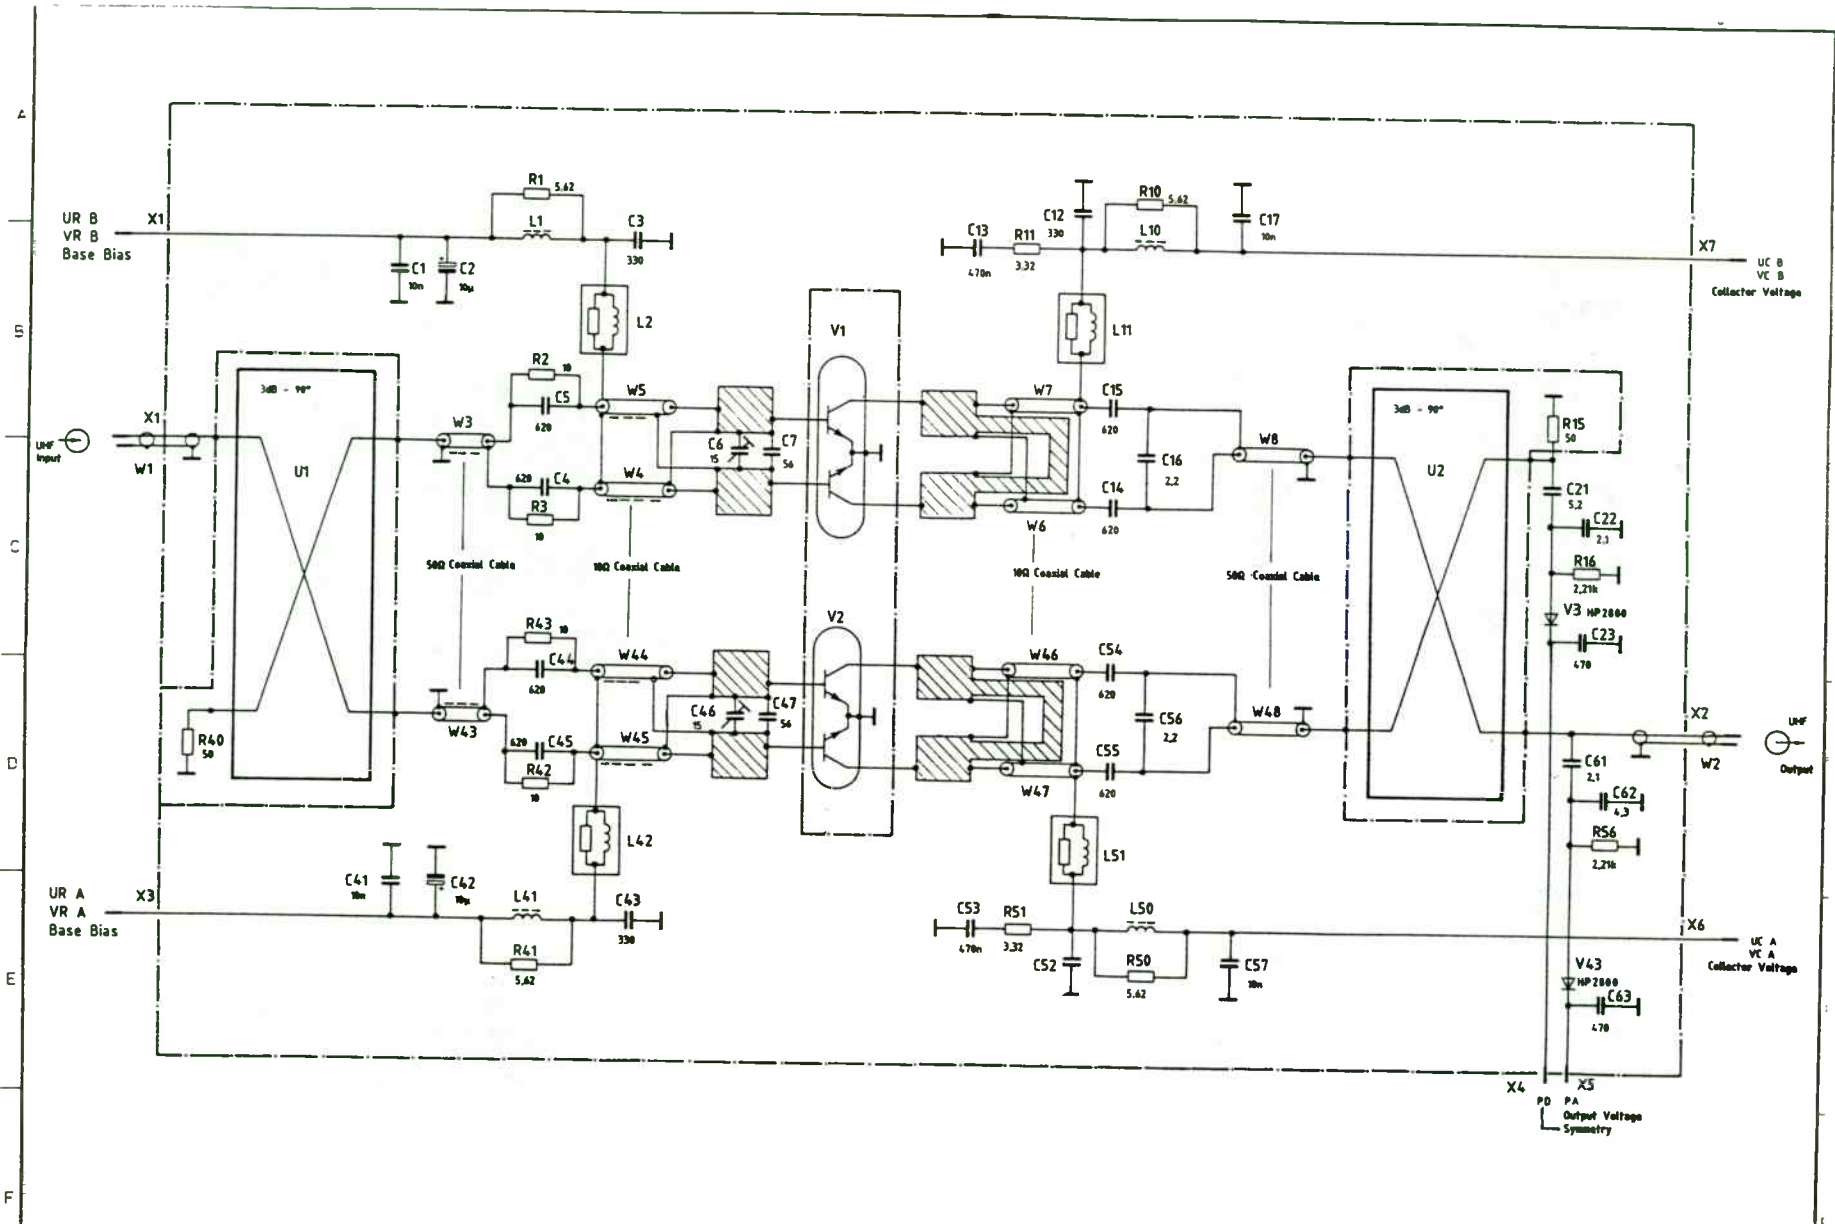 A
B
C
D
E
F
UR B
VR B
Base Bias
X1
R1
5,62
L1
C3
330
C1
10n
C2
10µ
L2
C13
470n
R11
3,32
C12
330
R10
5,62
L10
C17
10n
X7
UC B
VC B
Collector Voltage
L11
V1
UHF
Input
X1
W1
3dB - 90°
U1
W3
R2
10
C5
620
620
C4
R3
10
W5
W4
C6
15
C7
56
W7
W6
C15
620
C14
620
C16
2,2
W8
3dB - 90°
U2
R15
50
C21
5,2
C22
2,1
R16
2,21k
V3 HP2800
C23
470
50Ω Coaxial Cable
10Ω Coaxial Cable
10Ω Coaxial Cable
50Ω Coaxial Cable
V2
R40
50
W43
R43
10
C44
620
620
C45
R42
10
W44
W45
C46
15
C47
56
W46
W47
C54
620
C55
620
C56
2,2
W48
X2
W2
UHF
Output
C61
2,1
C62
4,3
R56
2,21k
L42
L51
UR A
VR A
Base Bias
X3
C41
10n
C42
10µ
L41
R41
5,62
C43
330
C53
470n
R51
3,32
C52
L50
R50
5,62
C57
10n
X6
UC A
VC A
Collector Voltage
V43
HP2800
C63
470
X4
X5
PD PA
Output Voltage
Symmetry